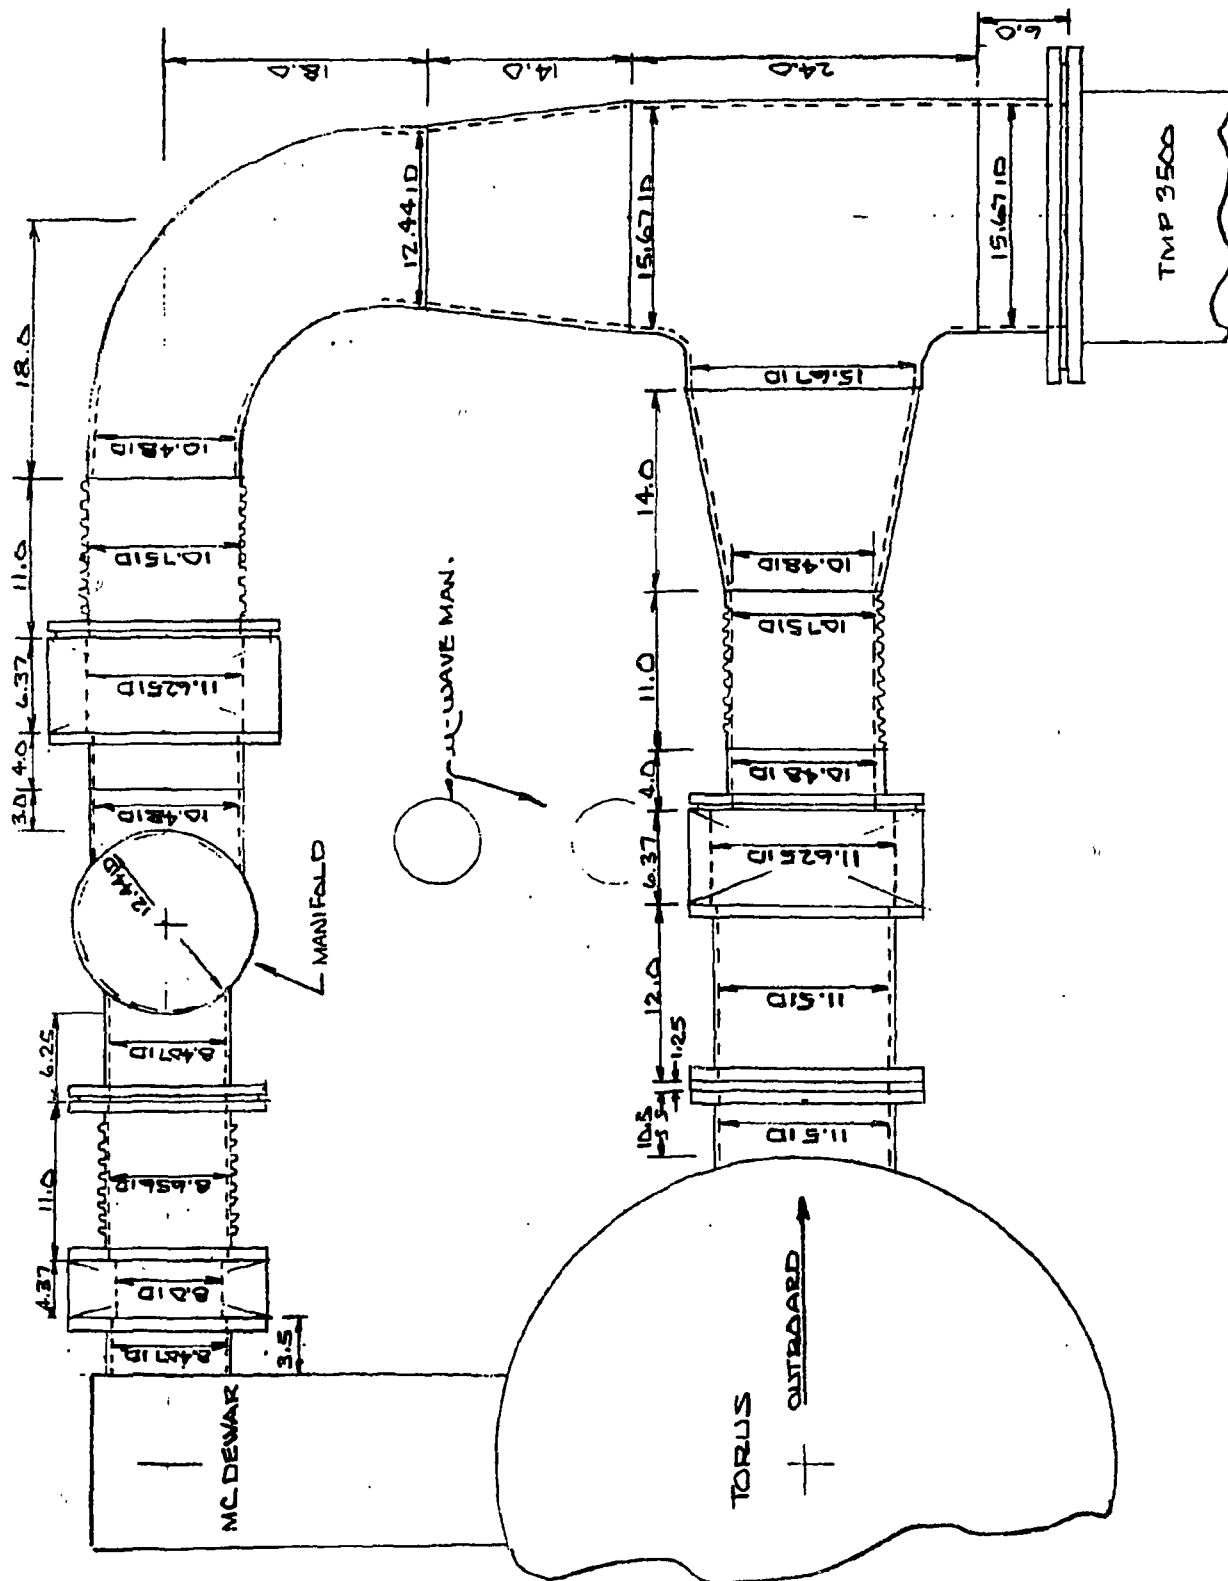 18.0
14.0
24.0
6.0
18.0
11.0
6.37
4.0
3.0
12.44 ID
15.67 ID
15.67 ID
TMP 3500
10.48 ID
10.75 ID
11.625 ID
10.48 ID
12.44 ID
MANIFOLD
µ-WAVE MAN.
15.67 ID
14.0
10.48 ID
10.75 ID
11.0
10.48 ID
4.0
11.625 ID
6.37
11.5 ID
12.0
1.25
10.5
11.5 ID
6.25
8.407 ID
11.0
8.656 ID
4.37
8.0 ID
8.407 ID
3.5
MC DEWAR
TORUS
OUTBOARD